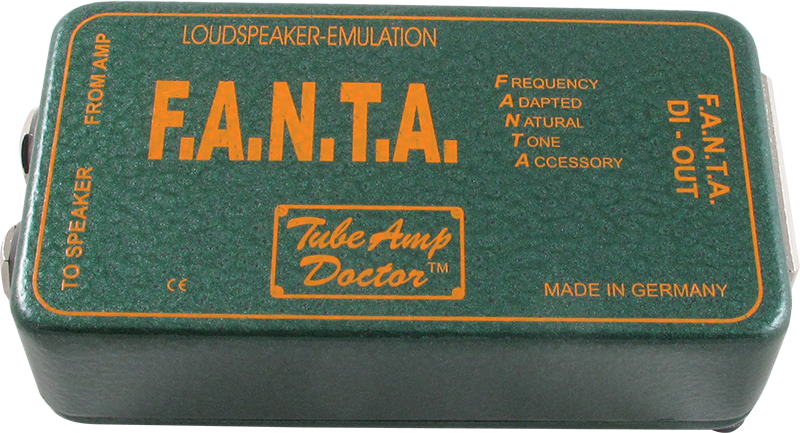 LOUDSPEAKER-EMULATION
FROM AMP
TO SPEAKER
F.A.N.T.A.
FREQUENCY
ADAPTED
NATURAL
TONE
ACCESSORY
F.A.N.T.A.
DI - OUT
Tube Amp
Doctor™
CE
MADE IN GERMANY